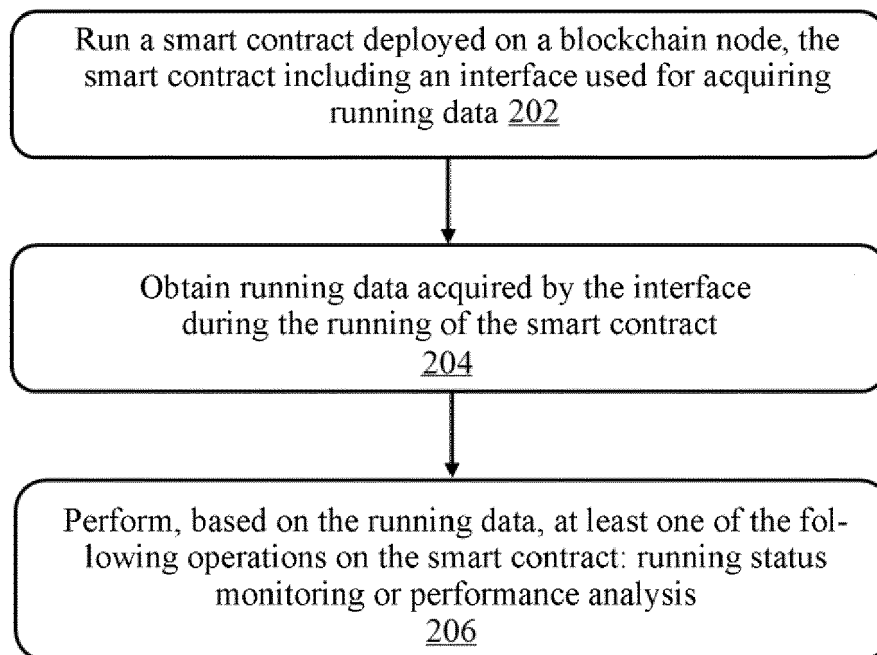 Run a smart contract deployed on a blockchain node, the
smart contract including an interface used for acquiring
running data 202
Obtain running data acquired by the interface
during the running of the smart contract
204
Perform, based on the running data, at least one of the fol-
lowing operations on the smart contract: running status
monitoring or performance analysis
206